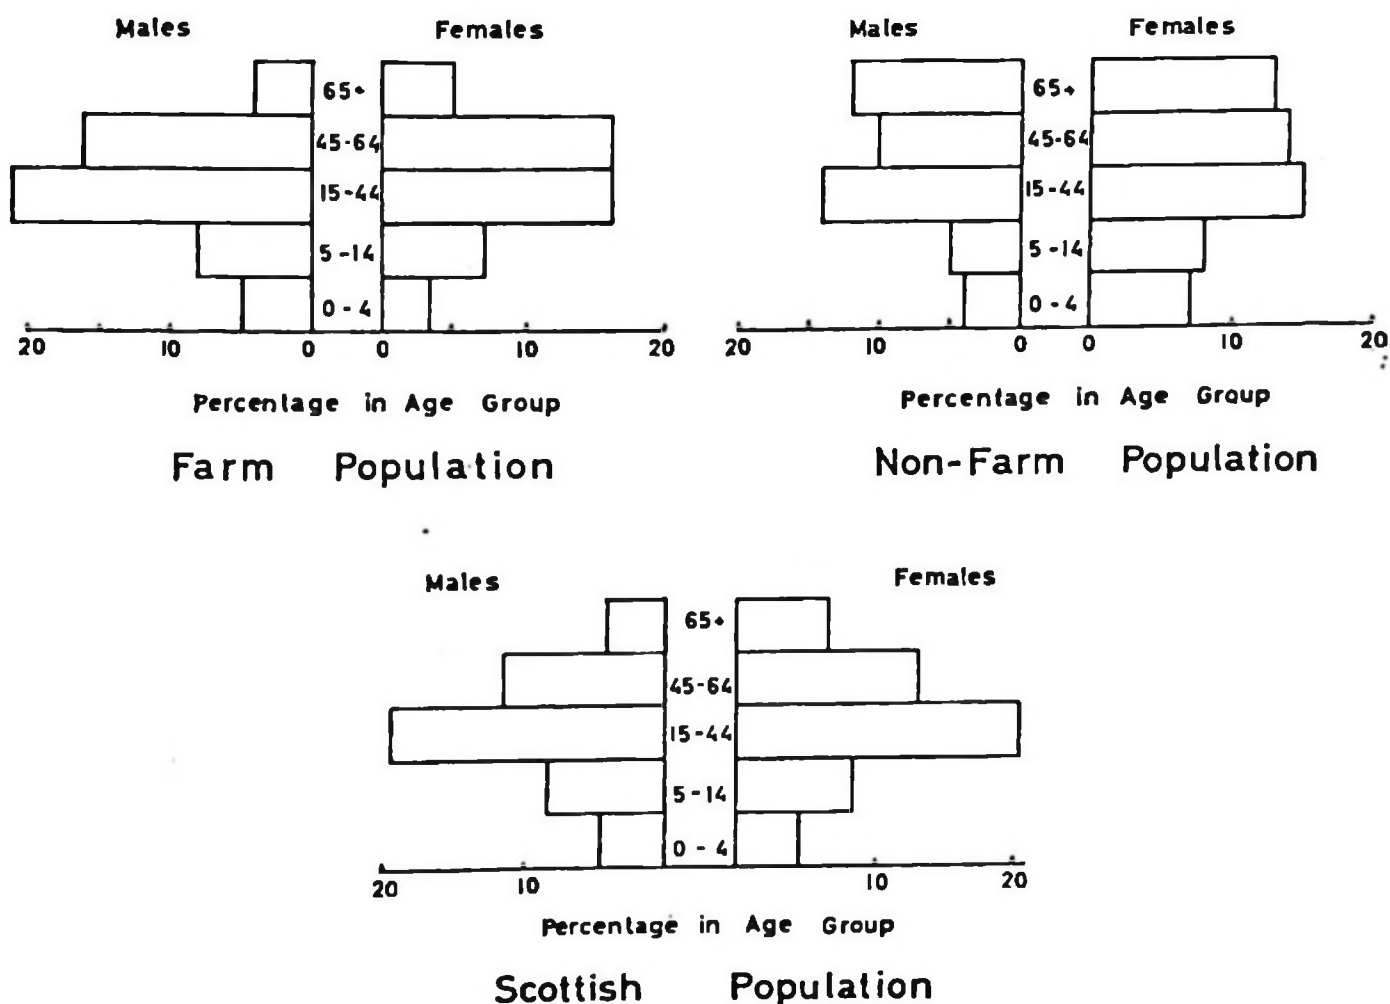 Males Females
65+
45-64
15-44
5-14
0-4
20 10 0 0 10 20
Percentage in Age Group
Farm Population
Males Females
65+
45-64
15-44
5-14
0-4
20 10 0 0 10 20
Percentage in Age Group
Non-Farm Population
Males Females
65+
45-64
15-44
5-14
0-4
20 10 10 20
Percentage in Age Group
Scottish Population